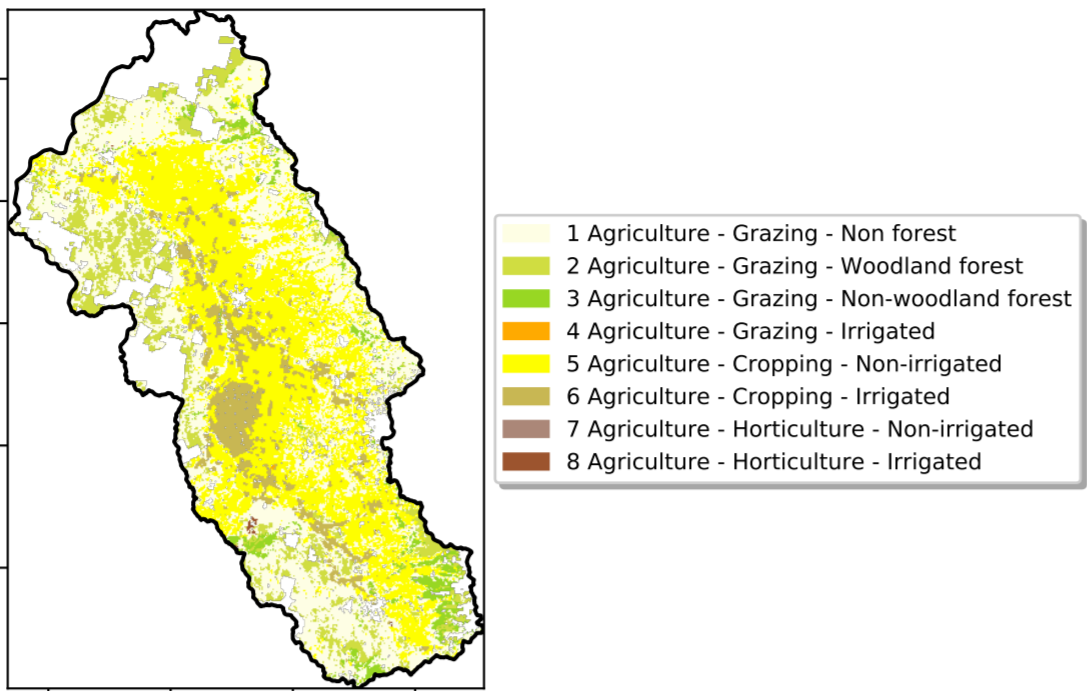 1 Agriculture - Grazing - Non forest
2 Agriculture - Grazing - Woodland forest
3 Agriculture - Grazing - Non-woodland forest
4 Agriculture - Grazing - Irrigated
5 Agriculture - Cropping - Non-irrigated
6 Agriculture - Cropping - Irrigated
7 Agriculture - Horticulture - Non-irrigated
8 Agriculture - Horticulture - Irrigated